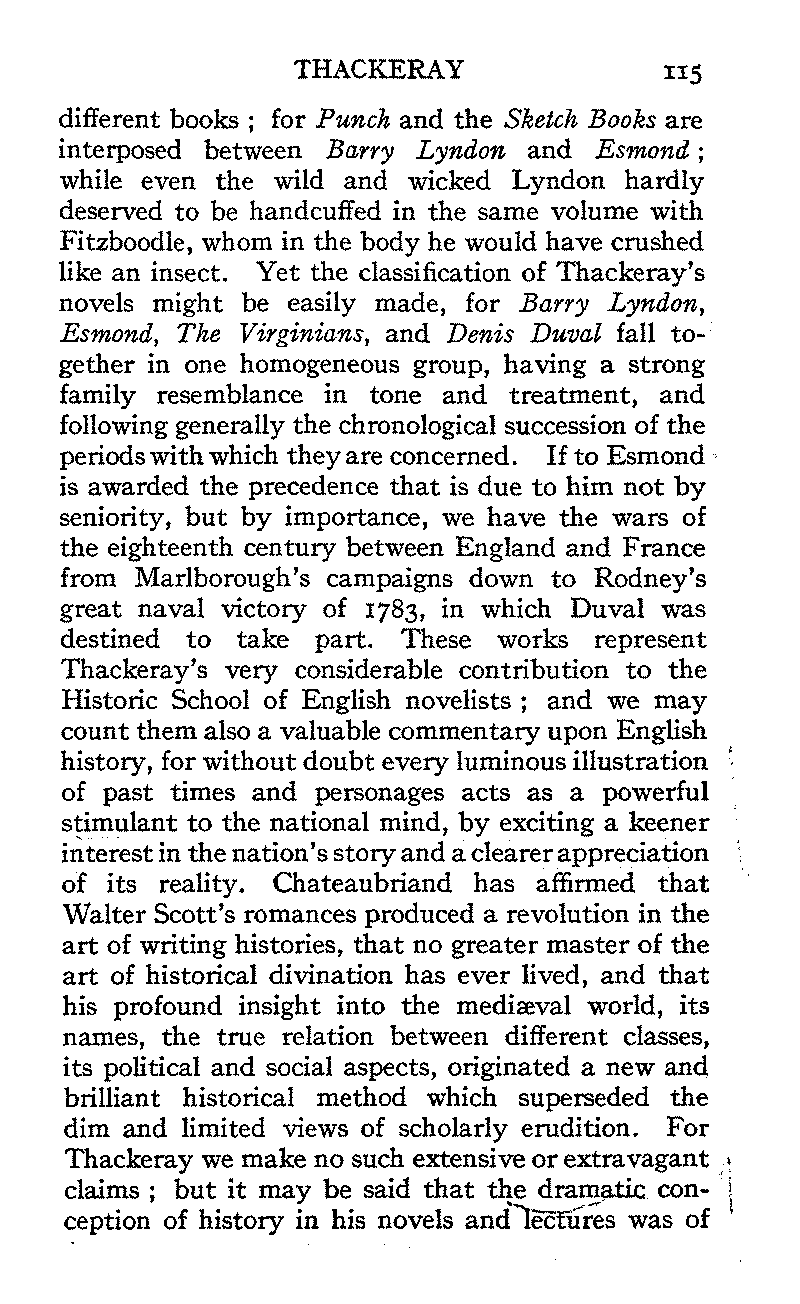 THACKERAY 115
different books ; for Punch and the Sketch Books are
interposed between Barry Lyndon and Esmond ;
while even the wild and wicked Lyndon hardly
deserved to be handcuffed in the same volume with
Fitzboodle, whom in the body he would have crushed
like an insect. Yet the classification of Thackeray's
novels might be easily made, for Barry Lyndon,
Esmond, The Virginians, and Denis Duval fall to-
gether in one homogeneous group, having a strong
family resemblance in tone and treatment, and
following generally the chronological succession of the
periods with which they are concerned. If to Esmond
is awarded the precedence that is due to him not by
seniority, but by importance, we have the wars of
the eighteenth century between England and France
from Marlborough's campaigns down to Rodney's
great naval victory of 1783, in which Duval was
destined to take part. These works represent
Thackeray's very considerable contribution to the
Historic School of English novelists ; and we may
count them also a valuable commentary upon English
history, for without doubt every luminous illustration
of past times and personages acts as a powerful
stimulant to the national mind, by exciting a keener
interest in the nation's story and a clearer appreciation
of its reality. Chateaubriand has affirmed that
Walter Scott's romances produced a revolution in the
art of writing histories, that no greater master of the
art of historical divination has ever lived, and that
his profound insight into the mediæval world, its
names, the true relation between different classes,
its political and social aspects, originated a new and
brilliant historical method which superseded the
dim and limited views of scholarly erudition. For
Thackeray we make no such extensive or extravagant
claims ; but it may be said that the dramatic con-
ception of history in his novels and lectures was of